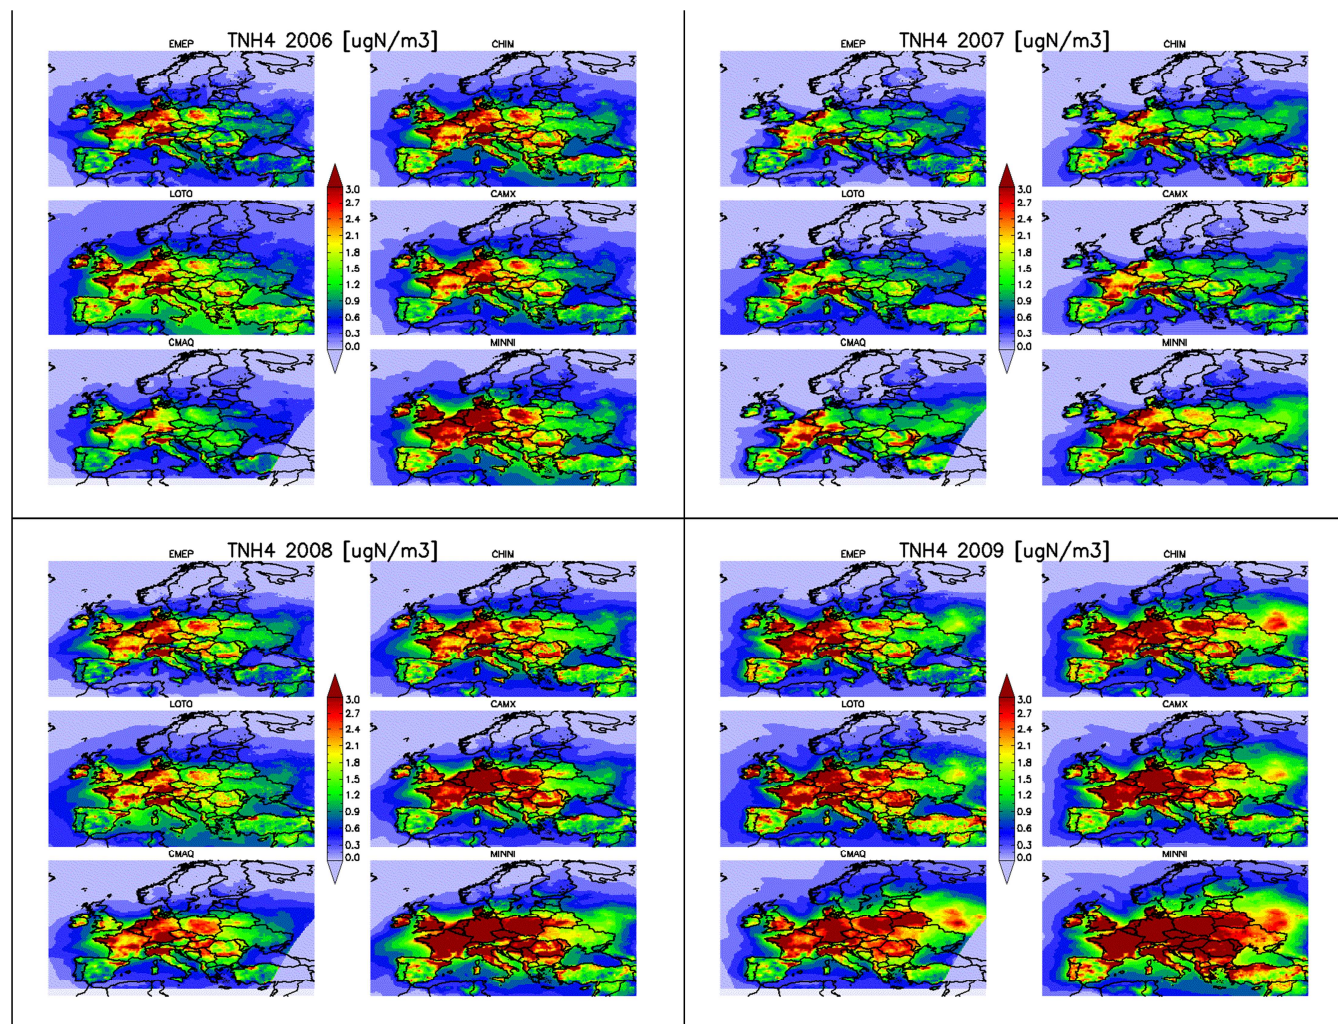 TNH4 2006 [ugN/m3]
EMEP CHIN
LOTO CAMX
3.0
2.7
2.4
2.1
1.8
1.5
1.2
0.9
0.6
0.3
0.0
CMAQ MINNI
TNH4 2007 [ugN/m3]
EMEP CHIN
LOTO CAMX
3.0
2.7
2.4
2.1
1.8
1.5
1.2
0.9
0.6
0.3
0.0
CMAQ MINNI
TNH4 2008 [ugN/m3]
EMEP CHIN
LOTO CAMX
3.0
2.7
2.4
2.1
1.8
1.5
1.2
0.9
0.6
0.3
0.0
CMAQ MINNI
TNH4 2009 [ugN/m3]
EMEP CHIN
LOTO CAMX
3.0
2.7
2.4
2.1
1.8
1.5
1.2
0.9
0.6
0.3
0.0
CMAQ MINNI